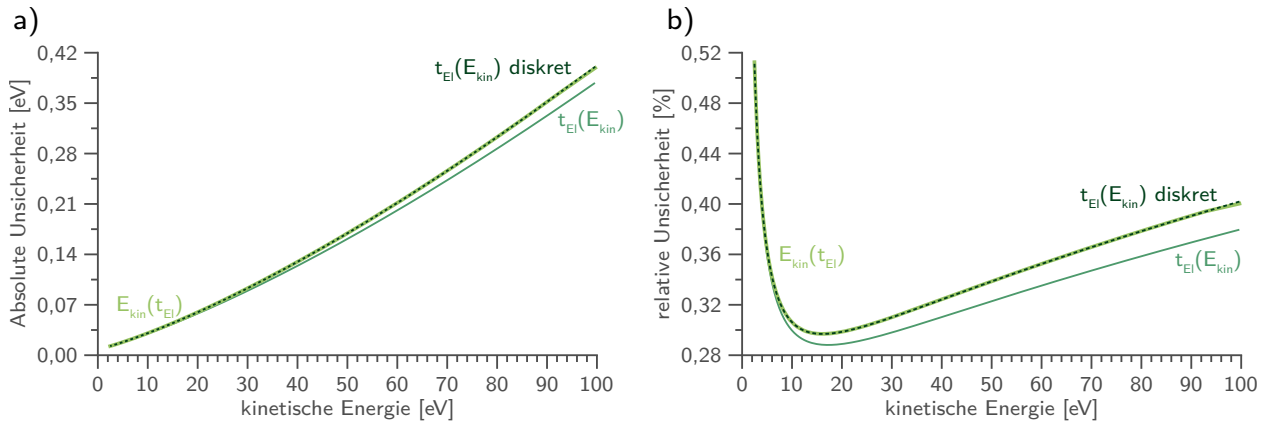 a)
Absolute Unsicherheit [eV]
0,42
0,35
0,28
0,21
0,14
0,07
0,00
t_El(E_kin) diskret
t_El(E_kin)
E_kin(t_El)
0 10 20 30 40 50 60 70 80 90 100
kinetische Energie [eV]
b)
relative Unsicherheit [%]
0,52
0,48
0,44
0,40
0,36
0,32
0,28
t_El(E_kin) diskret
E_kin(t_El)
t_El(E_kin)
0 10 20 30 40 50 60 70 80 90 100
kinetische Energie [eV]